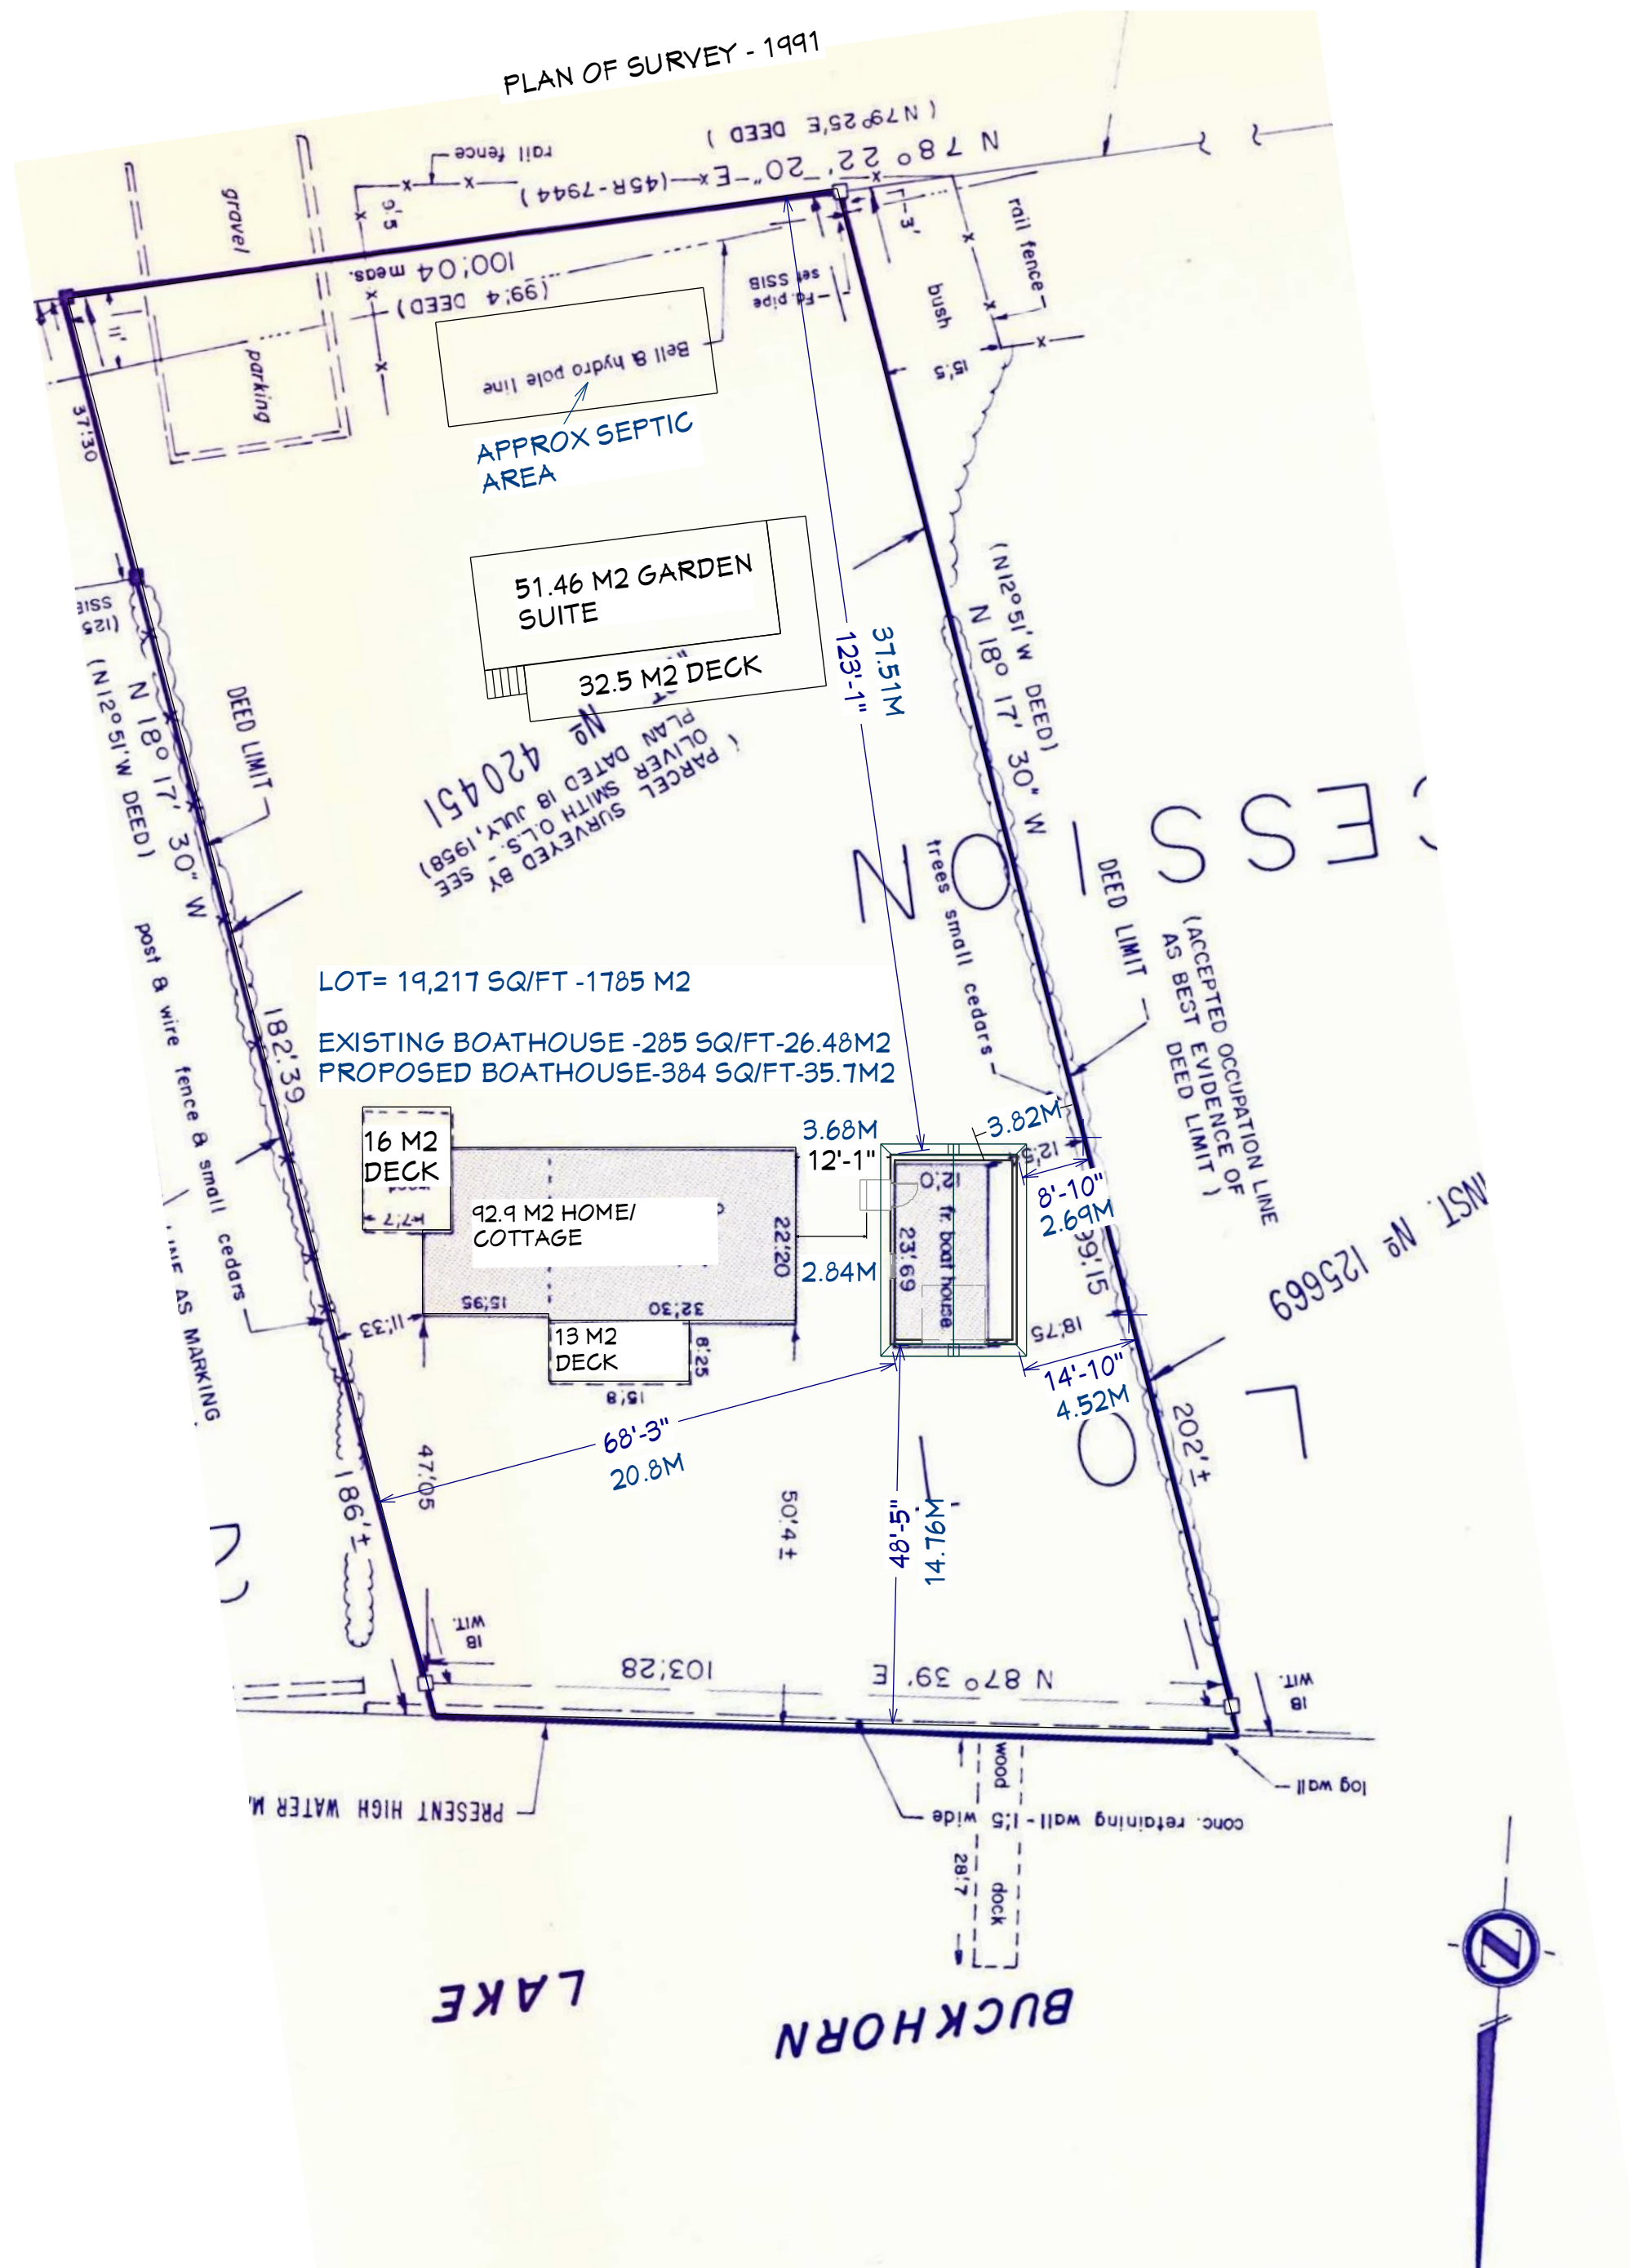 PLAN OF SURVEY - 1991
( N79°25'E DEED )
N 78° 22' 20" E (45R-7944)
rail fence
gravel
9.5
100.04 meas.
(99.4 DEED)
11'
parking
37.30
Fd. pipe
set SSIB
7.3'
rail fence
bush
15.5
Bell & hydro pole line
APPROX SEPTIC
AREA
51.46 M2 GARDEN
SUITE
32.5 M2 DECK
123'-1"
37.51M
(N12°51'W DEED)
N 18° 17' 30" W
SSIB
(125
(N12°51'W DEED)
N 18° 17' 30" W
DEED LIMIT
Nº 420451
( PARCEL SURVEYED BY
OLIVER SMITH O.L.S. - SEE
PLAN DATED 18 JULY, 1958)
CESSION
trees small cedars
DEED LIMIT
(ACCEPTED OCCUPATION LINE
AS BEST EVIDENCE OF
DEED LIMIT )
INST. Nº 125669
post & wire fence & small cedars
LINE AS MARKING
182.39
LOT= 19,217 SQ/FT -1785 M2
EXISTING BOATHOUSE -285 SQ/FT-26.48M2
PROPOSED BOATHOUSE-384 SQ/FT-35.7M2
16 M2
DECK
7.7
92.9 M2 HOME/
COTTAGE
22.20
15.95
32.30
11.33
13 M2
DECK
8.25
15.8
3.68M
12'-1"
2.84M
12.0
fr. boat house
23.69
3.82M
12.5
8'-10"
2.69M
99.15
18.75
14'-10"
4.52M
202'±
LO
68'-3"
20.8M
47.05
50.4±
48'-5"
14.76M
186'±
18
WIT.
103.28
N 87° 39' E
18
WIT.
PRESENT HIGH WATER M
wood
dock
28.7
conc. retaining wall - 1.5 wide
log wall
BUCKHORN
LAKE
N